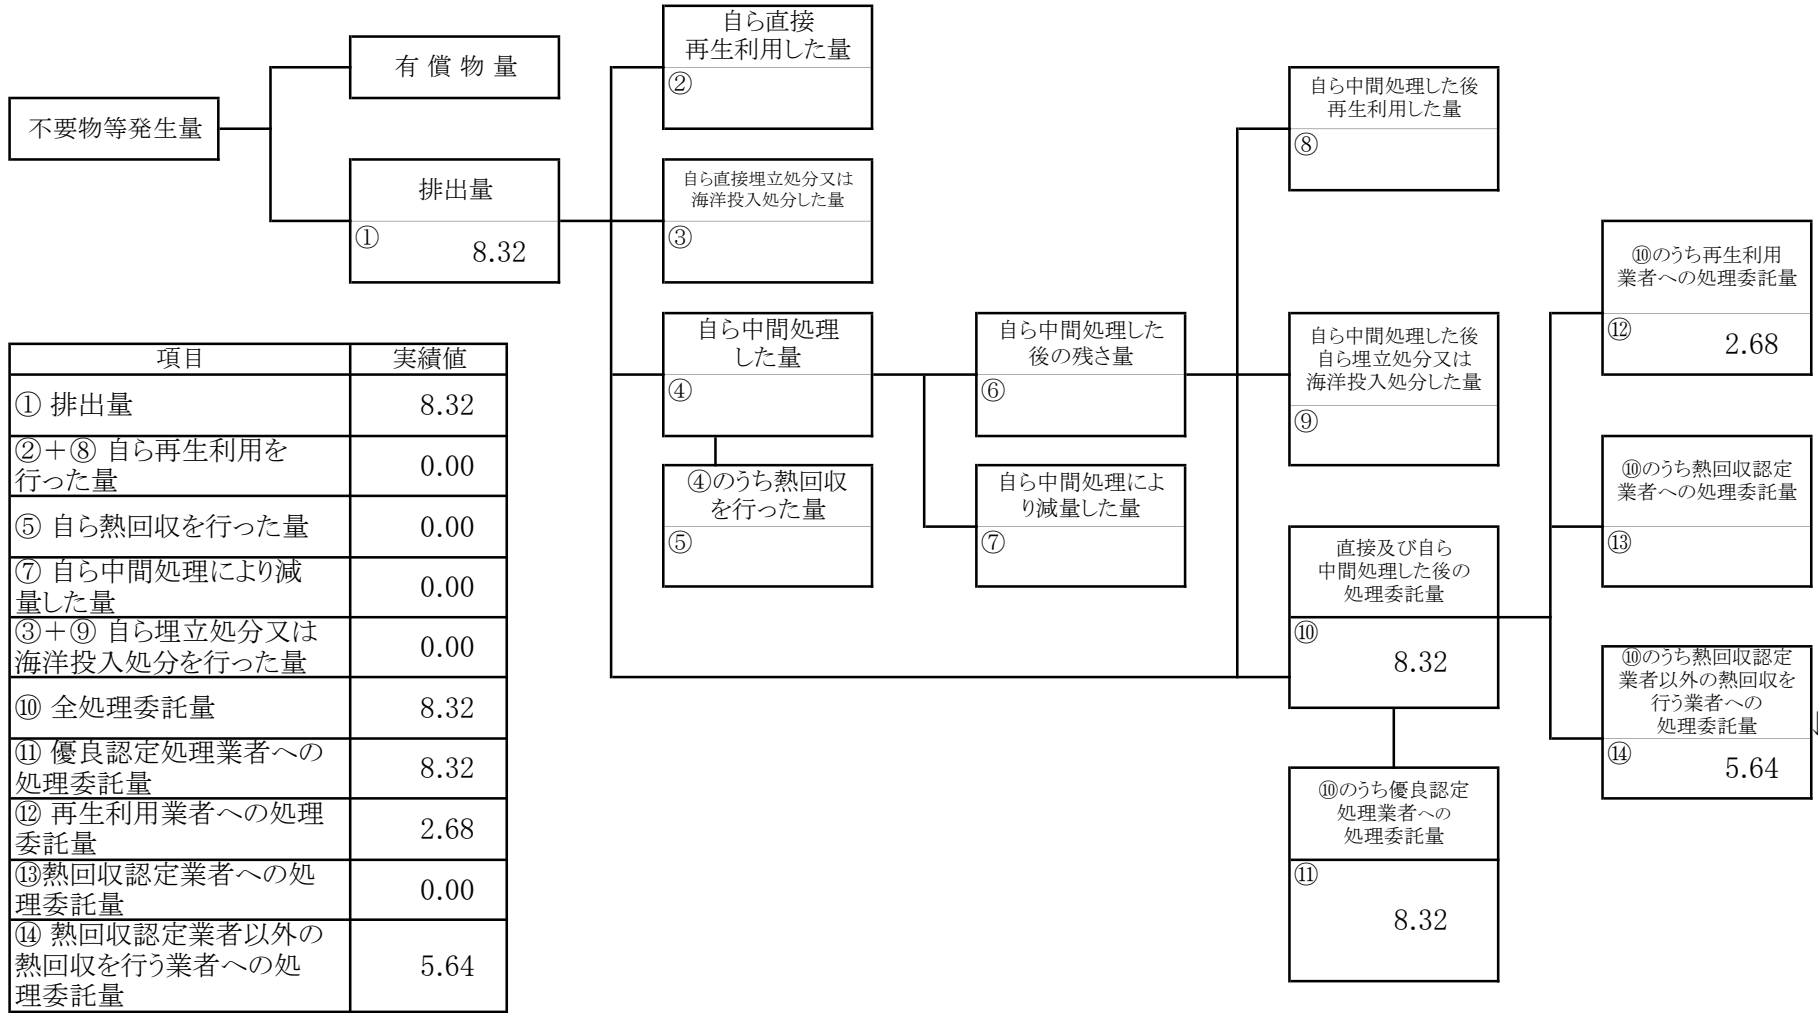 自ら直接
再生利用した量
②
有 償 物 量
不要物等発生量
排出量
①
8.32
自ら直接埋立処分又は
海洋投入処分した量
③
自ら中間処理した後
再生利用した量
⑧
自ら中間処理
した量
④
自ら中間処理した
後の残さ量
⑥
自ら中間処理した後
自ら埋立処分又は
海洋投入処分した量
⑨
⑩のうち再生利用
業者への処理委託量
⑫
2.68
④のうち熱回収
を行った量
⑤
自ら中間処理によ
り減量した量
⑦
⑩のうち熱回収認定
業者への処理委託量
⑬
直接及び自ら
中間処理した後の
処理委託量
⑩
8.32
⑩のうち熱回収認定
業者以外の熱回収を
行う業者への
処理委託量
⑭
5.64
⑩のうち優良認定
処理業者への
処理委託量
⑪
8.32
項目 実績値
① 排出量 8.32
②＋⑧ 自ら再生利用を
行った量 0.00
⑤ 自ら熱回収を行った量 0.00
⑦ 自ら中間処理により減
量した量 0.00
③＋⑨ 自ら埋立処分又は
海洋投入処分を行った量 0.00
⑩ 全処理委託量 8.32
⑪ 優良認定処理業者への
処理委託量 8.32
⑫ 再生利用業者への処理
委託量 2.68
⑬熱回収認定業者への処
理委託量 0.00
⑭ 熱回収認定業者以外の
熱回収を行う業者への処
理委託量 5.64